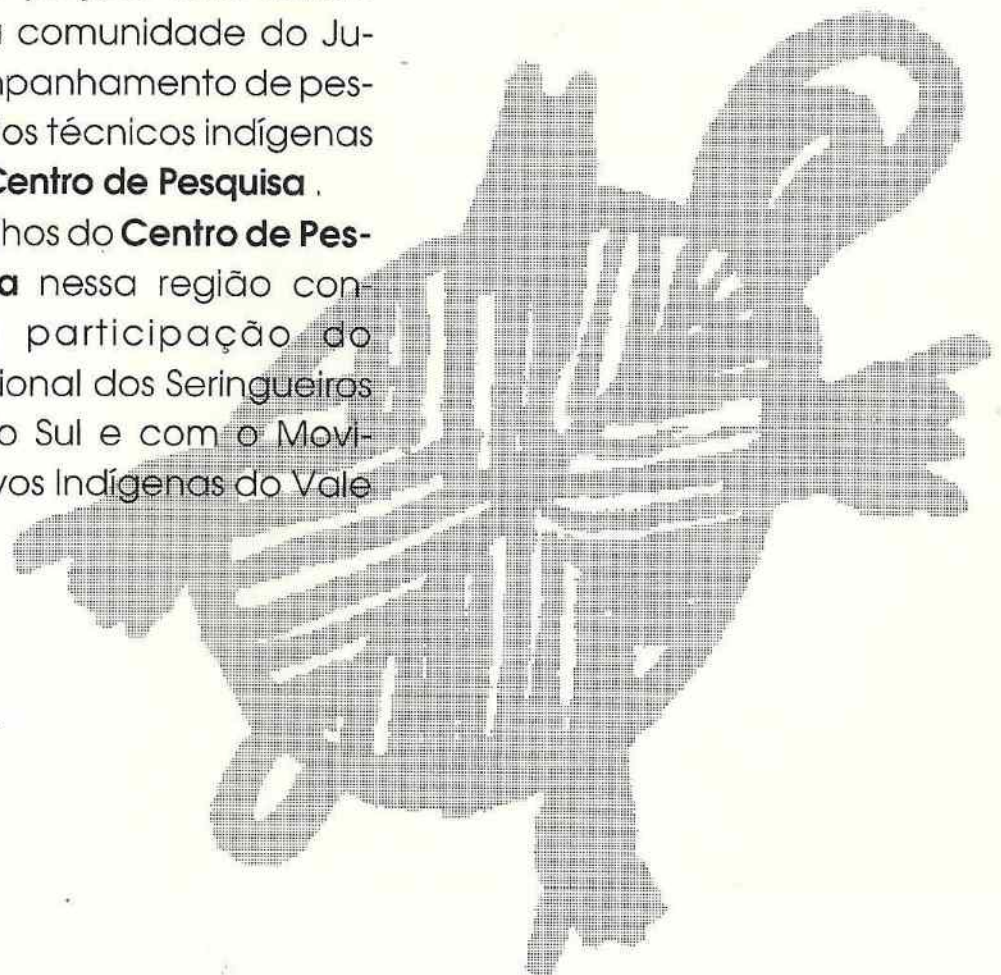 comunidade do Ju-
panhamento de pes-
os técnicos indígenas
Centro de Pesquisa.
hos do Centro de Pes-
a nessa região con-
participação do
ional dos Seringueiros
o Sul e com o Movi-
vos Indígenas do Vale